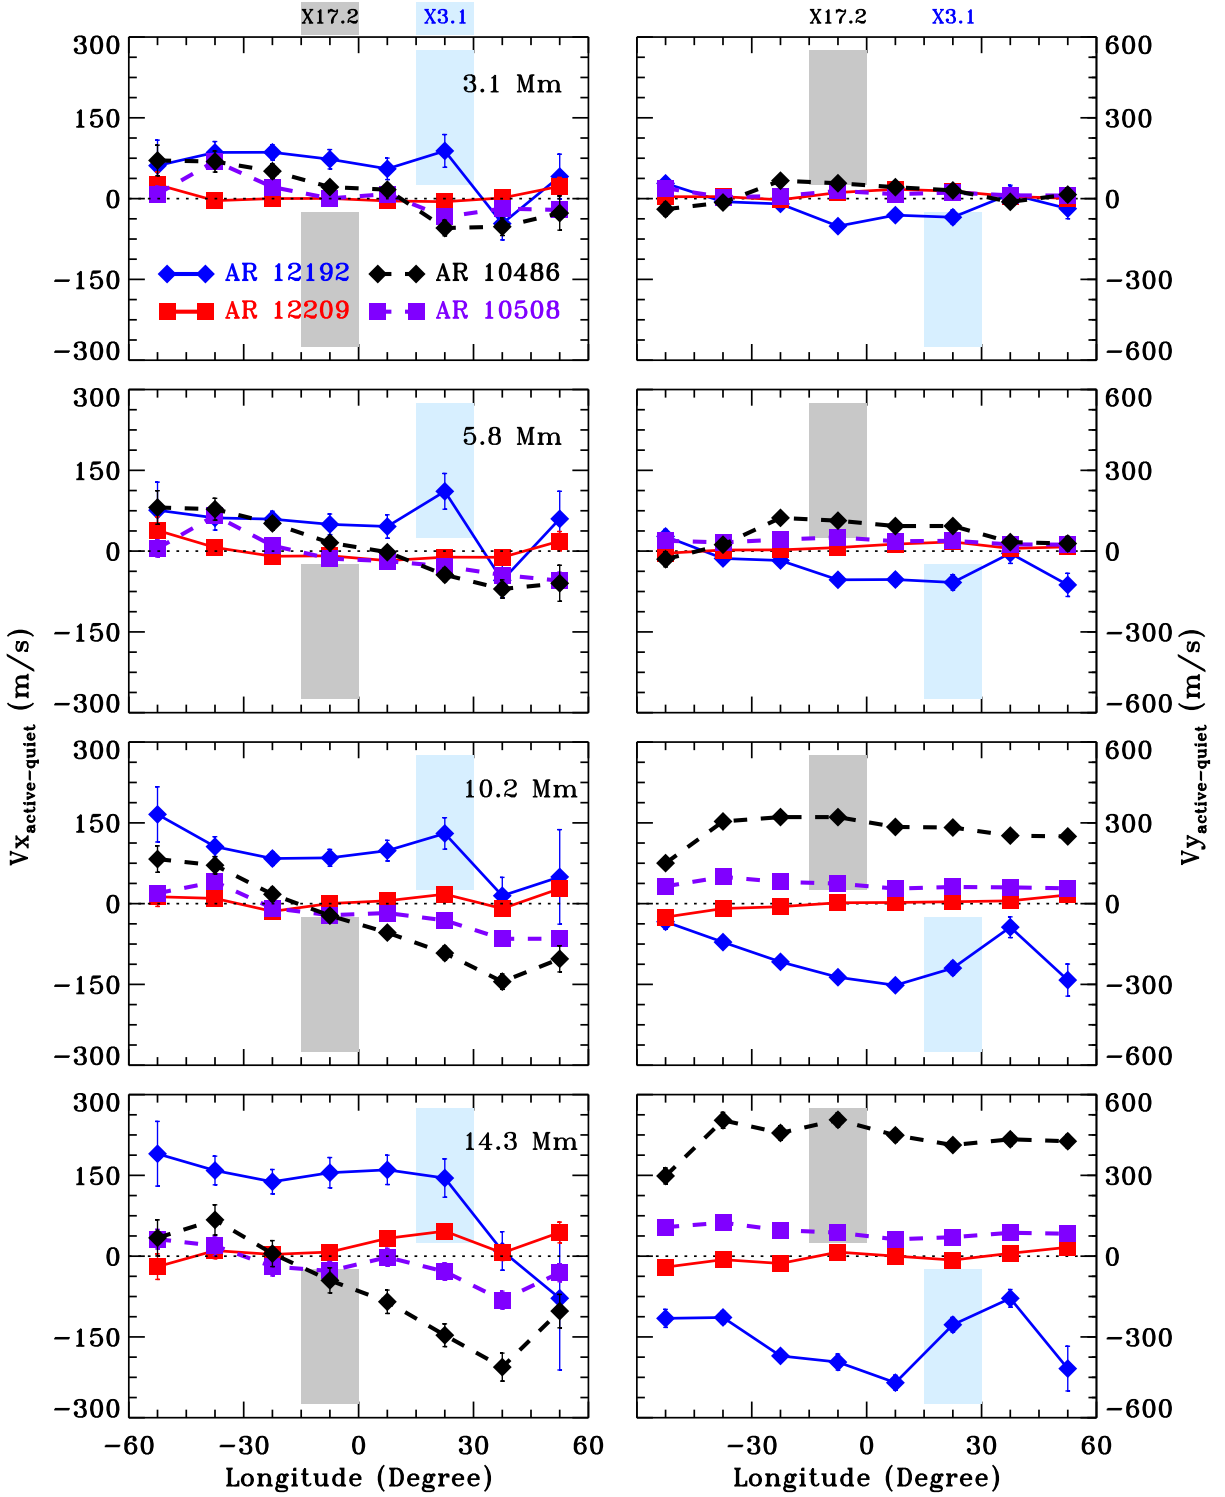 X17.2 X3.1 X17.2 X3.1
300 3.1 Mm 600
150 300
0 0
AR 12192 AR 10486
-150 -300
AR 12209 AR 10508
-300 -600
300 600
5.8 Mm
150 300
0 0
-150 -300
-300 -600
Vx active-quiet (m/s)
Vy active-quiet (m/s)
300 600
10.2 Mm
150 300
0 0
-150 -300
-300 -600
300 600
14.3 Mm
150 300
0 0
-150 -300
-300 -600
-60 -30 0 30 60 -30 0 30 60
Longitude (Degree) Longitude (Degree)